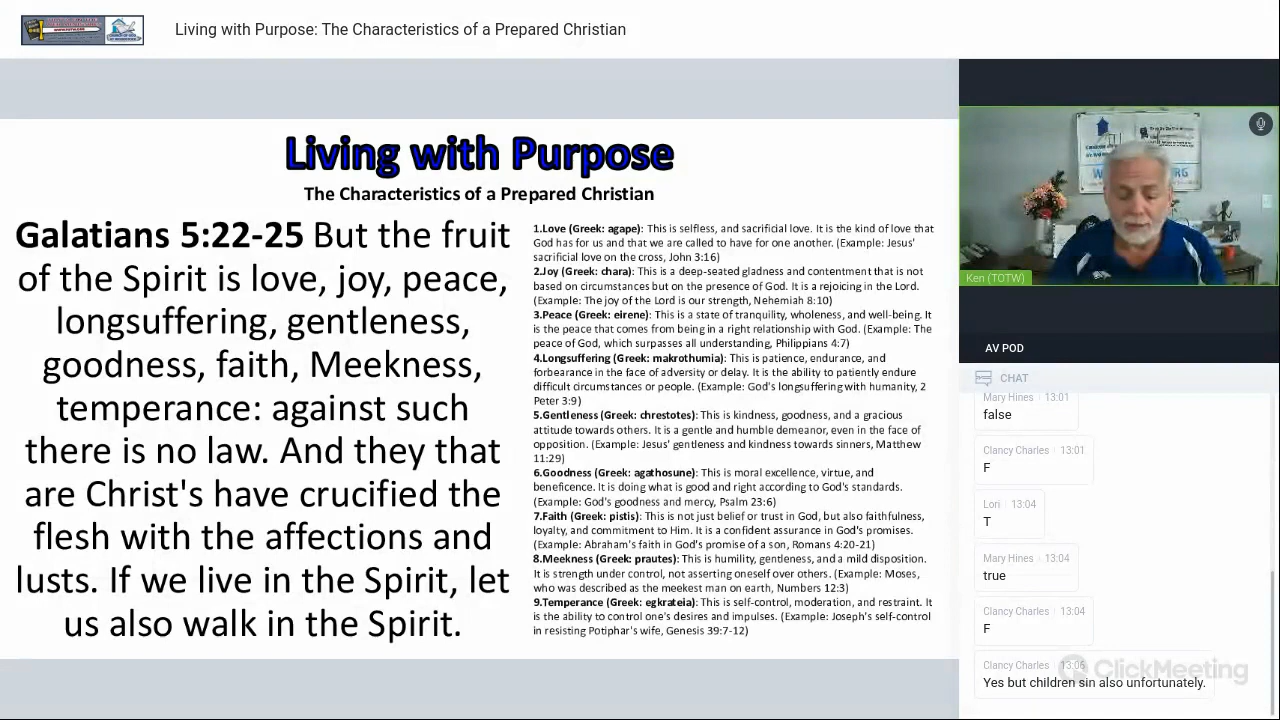 Living with Purpose: The Characteristics of a Prepared Christian
Living with Purpose
The Characteristics of a Prepared Christian
Galatians 5:22-25 But the fruit
of the Spirit is love, joy, peace,
longsuffering, gentleness,
goodness, faith, Meekness,
temperance: against such
there is no law. And they that
are Christ's have crucified the
flesh with the affections and
lusts. If we live in the Spirit, let
us also walk in the Spirit.
1.Love (Greek: agape): This is selfless, and sacrificial love. It is the kind of love that
God has for us and that we are called to have for one another. (Example: Jesus'
sacrificial love on the cross, John 3:16)
2.Joy (Greek: chara): This is a deep-seated gladness and contentment that is not
based on circumstances but on the presence of God. It is a rejoicing in the Lord.
(Example: The joy of the Lord is our strength, Nehemiah 8:10)
3.Peace (Greek: eirene): This is a state of tranquility, wholeness, and well-being. It
is the peace that comes from being in a right relationship with God. (Example: The
peace of God, which surpasses all understanding, Philippians 4:7)
4.Longsuffering (Greek: makrothumia): This is patience, endurance, and
forbearance in the face of adversity or delay. It is the ability to patiently endure
difficult circumstances or people. (Example: God's longsuffering with humanity, 2
Peter 3:9)
5.Gentleness (Greek: chrestotes): This is kindness, goodness, and a gracious
attitude towards others. It is a gentle and humble demeanor, even in the face of
opposition. (Example: Jesus' gentleness and kindness towards sinners, Matthew
11:29)
6.Goodness (Greek: agathosune): This is moral excellence, virtue, and
beneficence. It is doing what is good and right according to God's standards.
(Example: God's goodness and mercy, Psalm 23:6)
7.Faith (Greek: pistis): This is not just belief or trust in God, but also faithfulness,
loyalty, and commitment to Him. It is a confident assurance in God's promises.
(Example: Abraham's faith in God's promise of a son, Romans 4:20-21)
8.Meekness (Greek: prautes): This is humility, gentleness, and a mild disposition.
It is strength under control, not asserting oneself over others. (Example: Moses,
who was described as the meekest man on earth, Numbers 12:3)
9.Temperance (Greek: egkrateia): This is self-control, moderation, and restraint. It
is the ability to control one's desires and impulses. (Example: Joseph's self-control
in resisting Potiphar's wife, Genesis 39:7-12)
Ken (TOTW)
AV POD
CHAT
Mary Hines 13:01
false
Clancy Charles 13:01
F
Lori 13:04
T
Mary Hines 13:04
true
Clancy Charles 13:04
F
Clancy Charles 13:06
Yes but children sin also unfortunately.
ClickMeeting